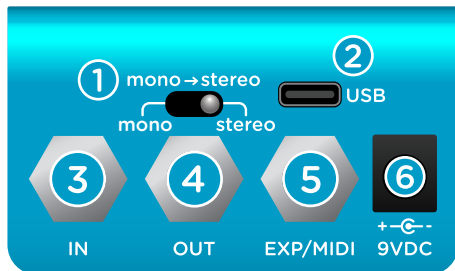 1 mono→stereo
2
USB
mono stereo
3 4 5 6
+ -
IN OUT EXP/MIDI 9VDC